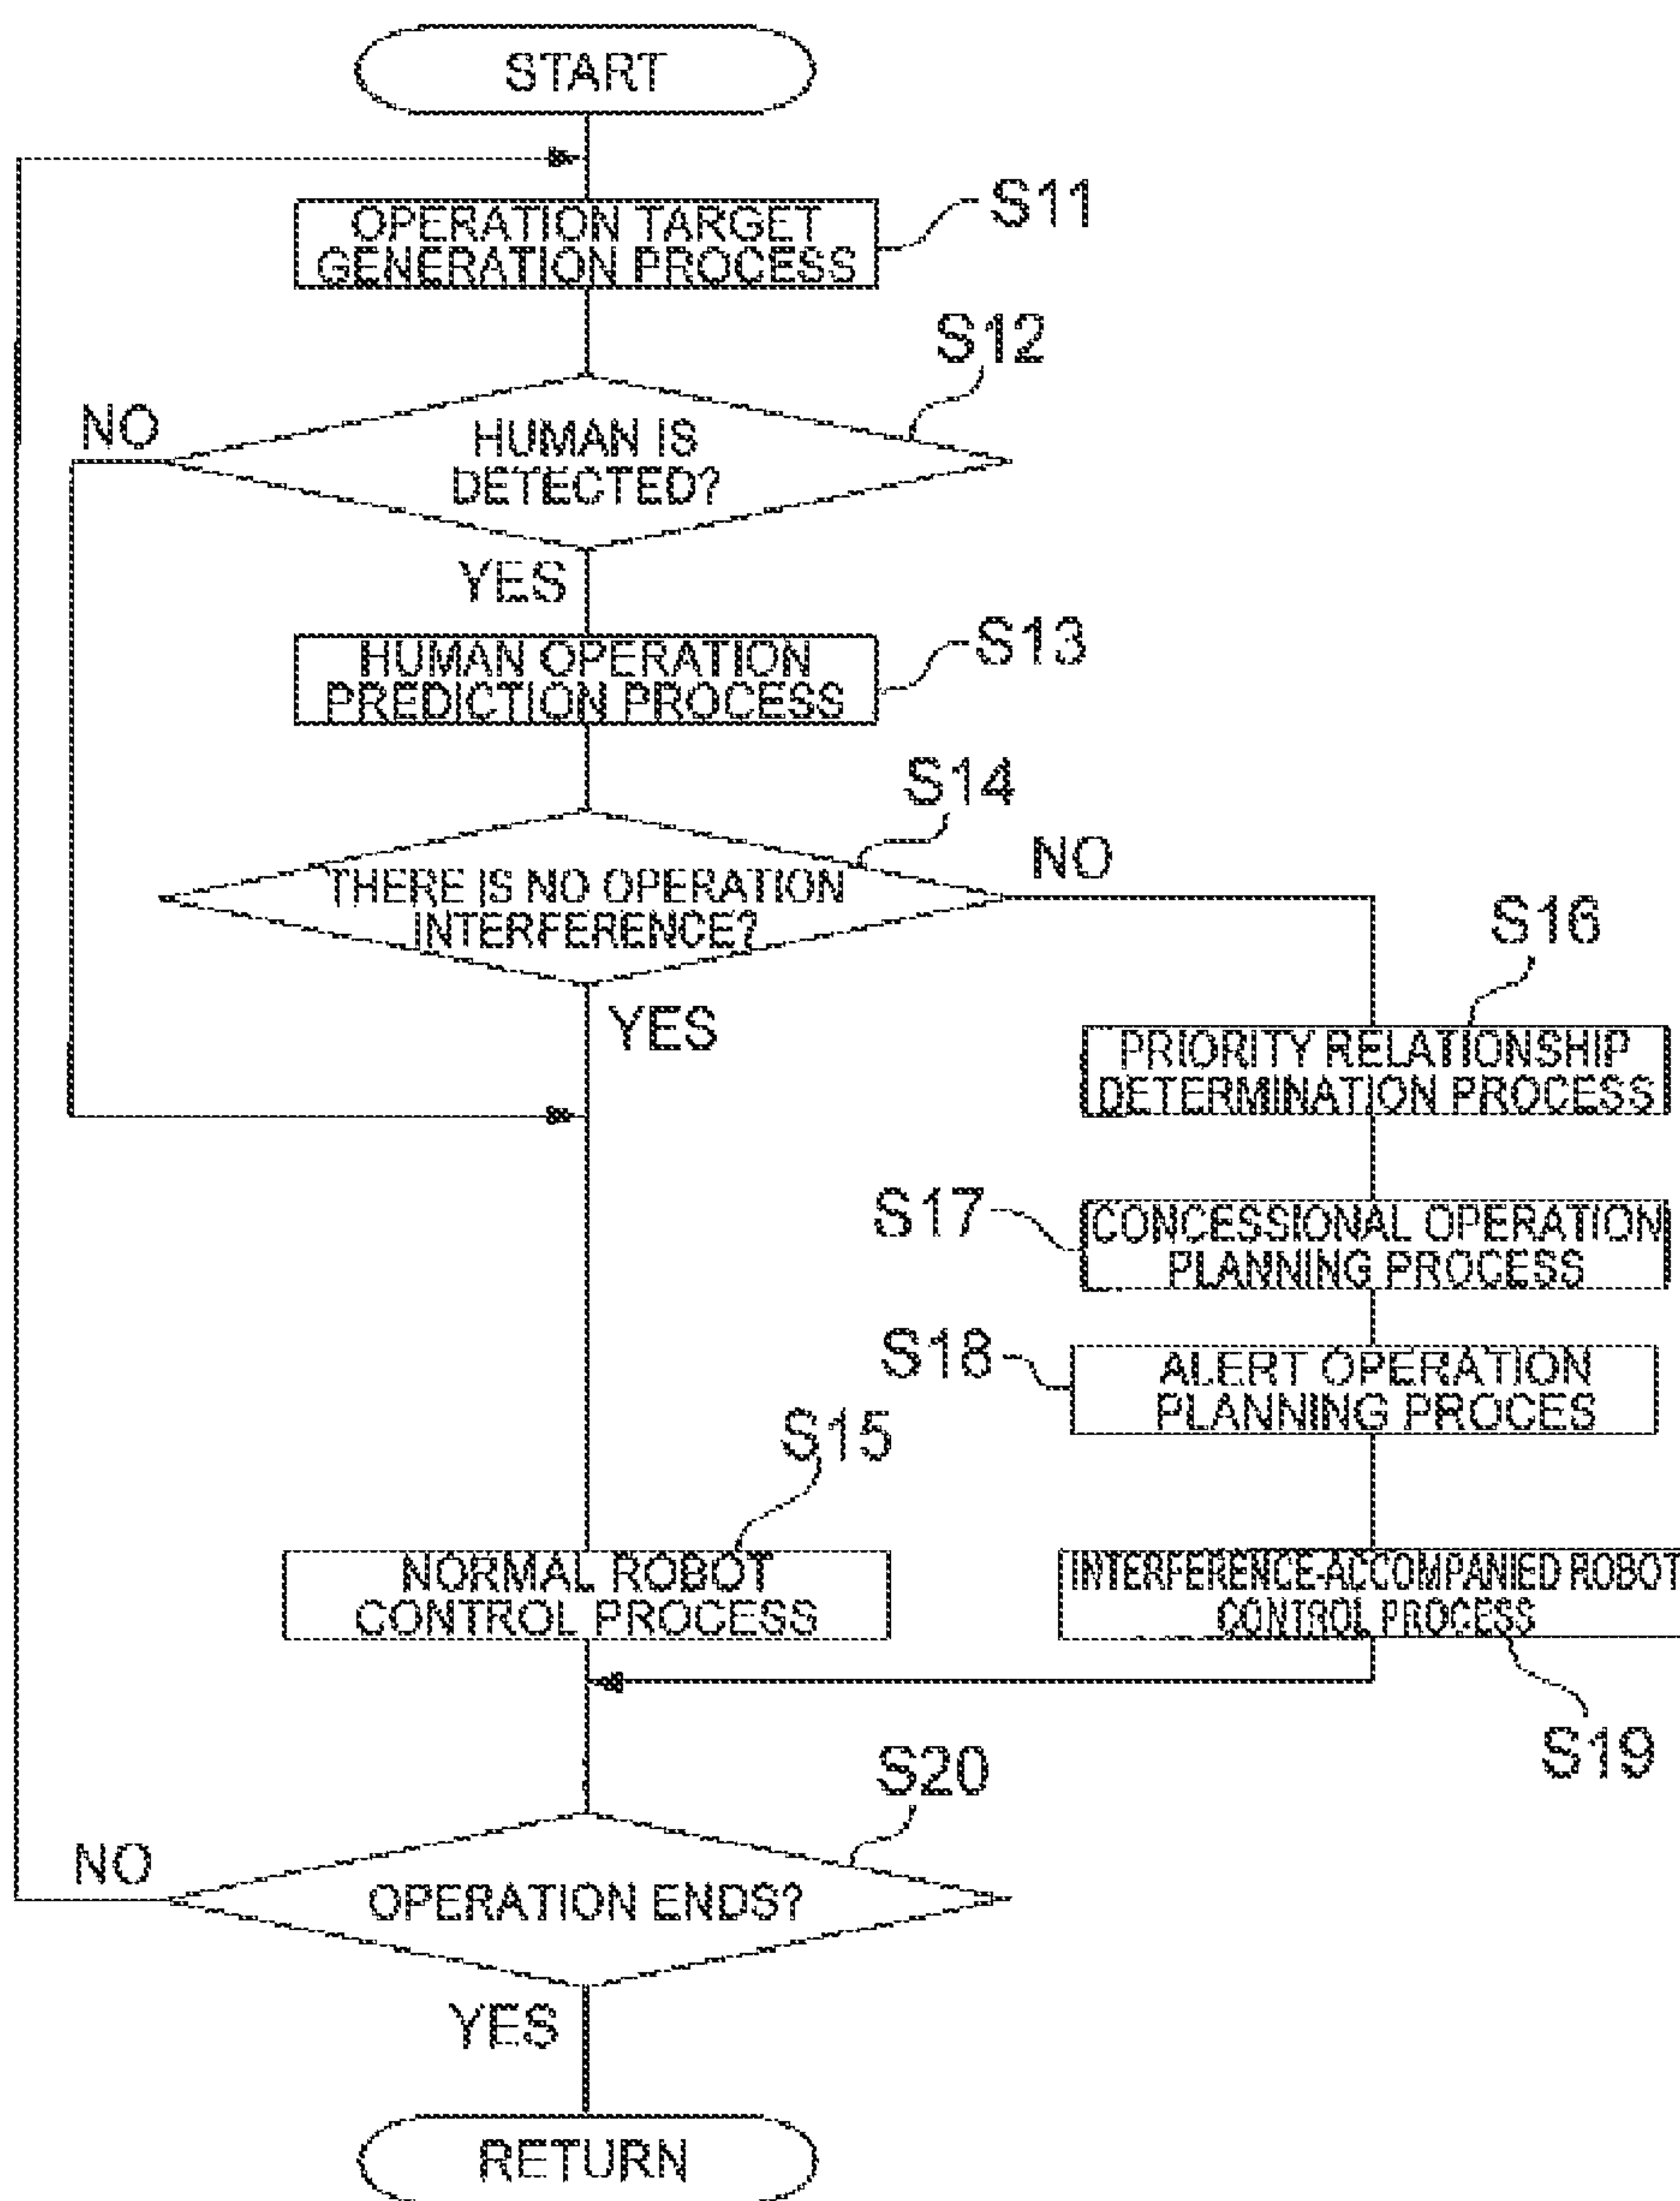 START
OPERATION TARGET
GENERATION PROCESS
S11
S12
NO
HUMAN IS
DETECTED?
YES
HUMAN OPERATION
PREDICTION PROCESS
S13
S14
THERE IS NO OPERATION
INTERFERENCE?
NO
YES
S16
PRIORITY RELATIONSHIP
DETERMINATION PROCESS
S17
CONCESSIONAL OPERATION
PLANNING PROCESS
S18
ALERT OPERATION
PLANNING PROCES
S15
NORMAL ROBOT
CONTROL PROCESS
INTERFERENCE-ACCOMPANIED ROBOT
CONTROL PROCESS
S19
S20
NO
OPERATION ENDS?
YES
RETURN